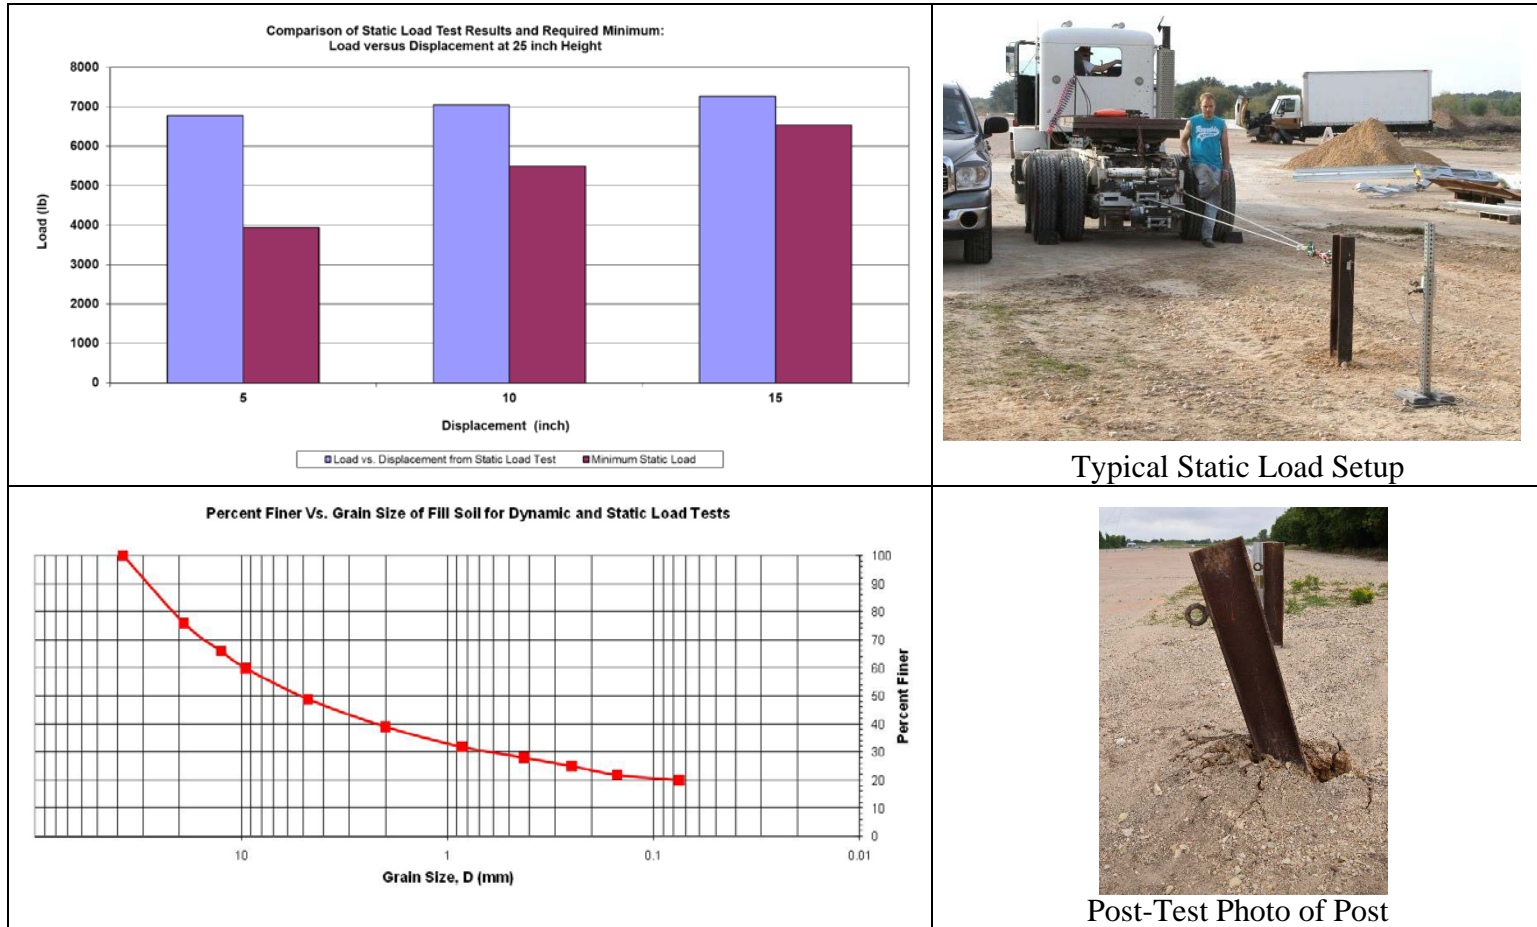 Comparison of Static Load Test Results and Required Minimum:
Load versus Displacement at 25 inch Height
8000
7000
6000
5000
4000
3000
2000
1000
0
Load (lb)
5
10
15
Displacement (inch)
Load vs. Displacement from Static Load Test
Minimum Static Load
Typical Static Load Setup
Percent Finer Vs. Grain Size of Fill Soil for Dynamic and Static Load Tests
100
90
80
70
60
50
40
30
20
10
0
Percent Finer
10
1
0.1
0.01
Grain Size, D (mm)
Post-Test Photo of Post